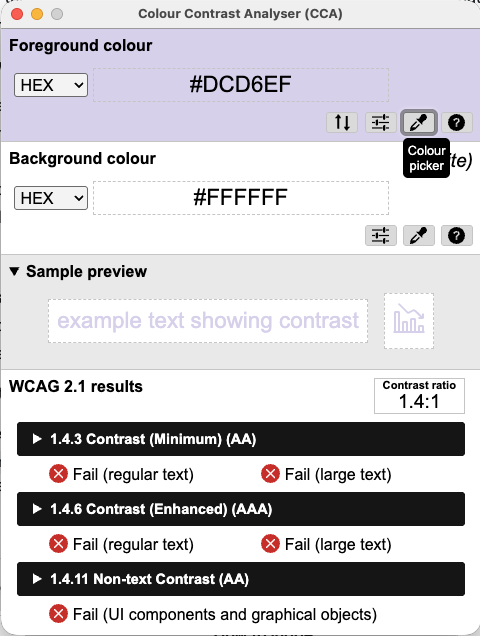 Colour Contrast Analyser (CCA)
Foreground colour
HEX
#DCD6EF
Colour
picker
Background colour
ite)
HEX
#FFFFFF
▼ Sample preview
example text showing contrast
WCAG 2.1 results
Contrast ratio
1.4:1
▶ 1.4.3 Contrast (Minimum) (AA)
Fail (regular text) Fail (large text)
▶ 1.4.6 Contrast (Enhanced) (AAA)
Fail (regular text) Fail (large text)
▶ 1.4.11 Non-text Contrast (AA)
Fail (UI components and graphical objects)